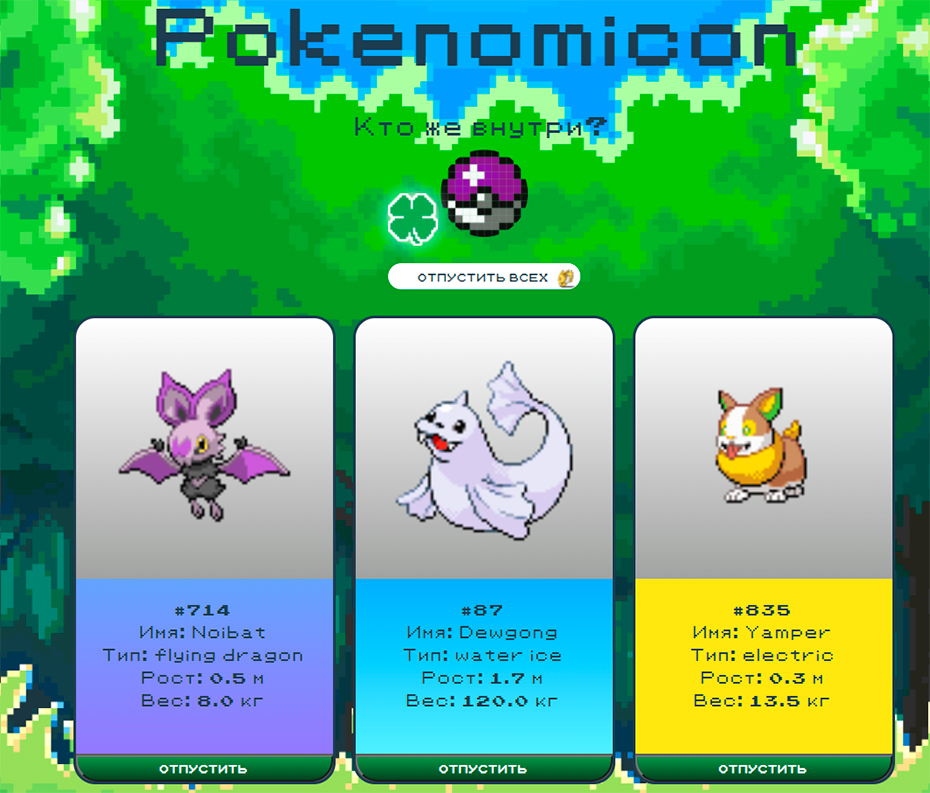 Pokenomicon
Кто же внутри?
ОТПУСТИТЬ ВСЕХ
#714
Имя: Noibat
Тип: flying dragon
Рост: 0.5 м
Вес: 8.0 кг
ОТПУСТИТЬ
#87
Имя: Dewgong
Тип: water ice
Рост: 1.7 м
Вес: 120.0 кг
ОТПУСТИТЬ
#835
Имя: Yamper
Тип: electric
Рост: 0.3 м
Вес: 13.5 кг
ОТПУСТИТЬ